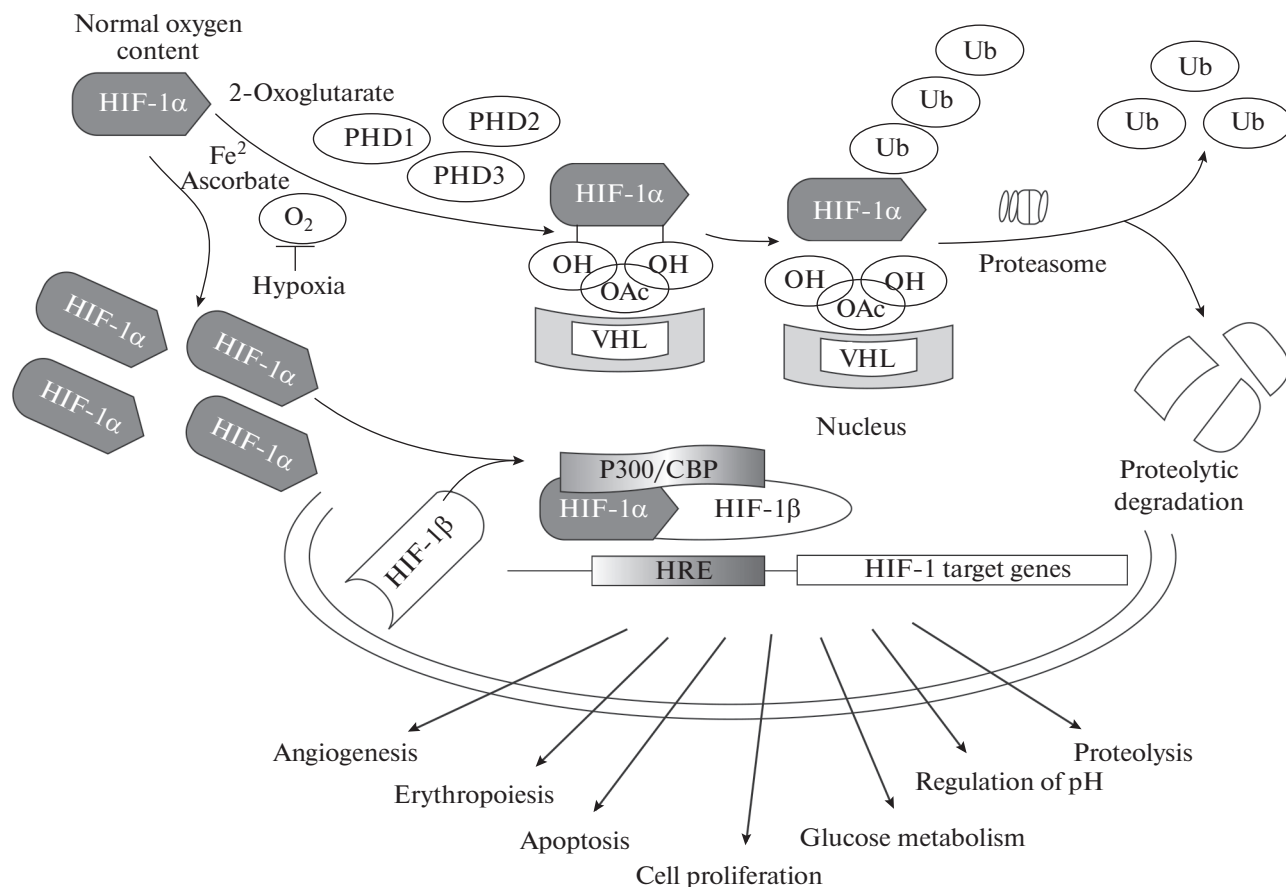 Normal oxygen
content
HIF-1α
2-Oxoglutarate
PHD1
PHD2
PHD3
Fe²
Ascorbate
O₂
Hypoxia
HIF-1α
OH
OH
OAc
VHL
Ub
Ub
Ub
HIF-1α
OH
OH
OAc
VHL
Proteasome
Ub
Ub
Ub
Nucleus
Proteolytic
degradation
HIF-1α
HIF-1α
HIF-1α
HIF-1α
HIF-1β
P300/CBP
HIF-1α
HIF-1β
HRE
HIF-1 target genes
Angiogenesis
Erythropoiesis
Apoptosis
Cell proliferation
Glucose metabolism
Regulation of pH
Proteolysis